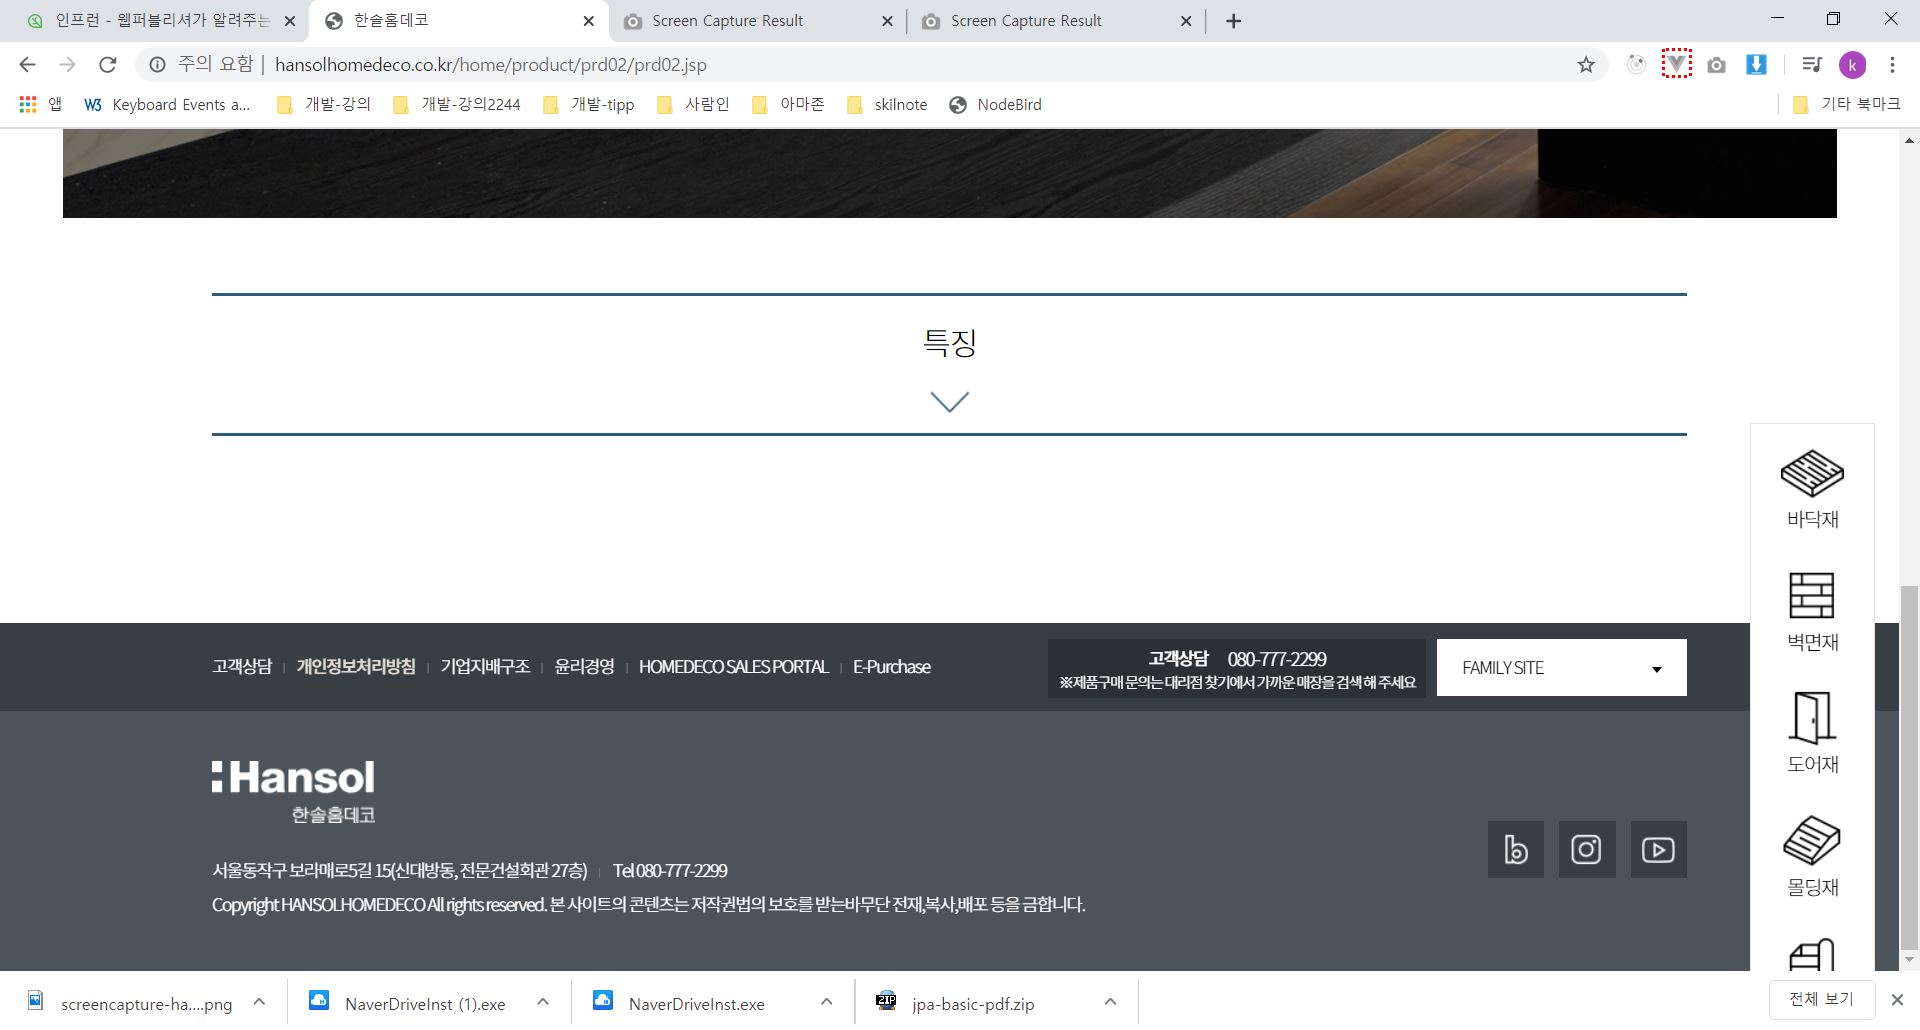 인프런 - 웹퍼블리셔가 알려주는
한솔홈데코
Screen Capture Result
Screen Capture Result
주의 요함 | hansolhomedeco.co.kr/home/product/prd02/prd02.jsp
k
앱
W3 Keyboard Events a...
개발-강의
개발-강의2244
개발-tipp
사람인
아마존
skilnote
NodeBird
기타 북마크
특징
바닥재
벽면재
도어재
몰딩재
고객상담 개인정보처리방침 기업지배구조 윤리경영 HOMEDECO SALES PORTAL E-Purchase
고객상담 080-777-2299
※제품구매 문의는 대리점 찾기에서 가까운 매장을 검색 해 주세요
FAMILY SITE
Hansol
한솔홈데코
서울동작구 보라매로5길 15(신대방동, 전문건설회관 27층) Tel 080-777-2299
Copyright HANSOLHOMEDECO All rights reserved. 본 사이트의 콘텐츠는 저작권법의 보호를 받는바무단 전재,복사,배포 등을 금합니다.
screencapture-ha....png
NaverDriveInst (1).exe
NaverDriveInst.exe
ZIP
jpa-basic-pdf.zip
전체 보기